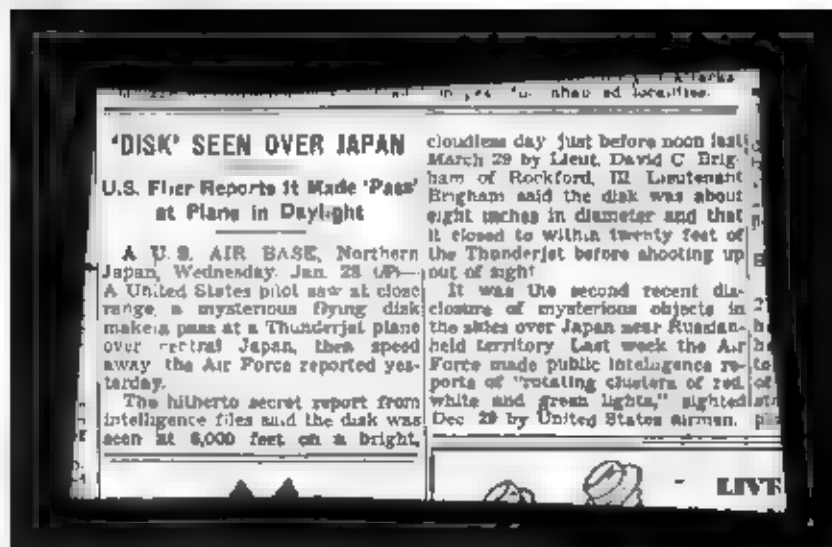 'DISK' SEEN OVER JAPAN
U.S. Flier Reports It Made 'Pass'
at Plane in Daylight
A U. S. AIR BASE, Northern
Japan, Wednesday, Jan. 28 (UP)—
A United States pilot saw at close
range a mysterious flying disk
make a pass at a Thunderjet plane
over central Japan, then speed
away, the Air Force reported yes-
terday.
The hitherto secret report from
intelligence files said the disk was
seen at 6,000 feet on a bright,
cloudless day just before noon last
March 29 by Lieut. David C. Brig-
ham of Rockford, Ill. Lieutenant
Brigham said the disk was about
eight inches in diameter and that
it closed to within twenty feet of
the Thunderjet before shooting up
out of sight.
It was the second recent dis-
closure of mysterious objects in
the skies over Japan near Russian-
held territory. Last week the Air
Force made public intelligence re-
ports of "rotating clusters of red,
white and green lights," sighted
Dec. 29 by United States airmen.
LIVE